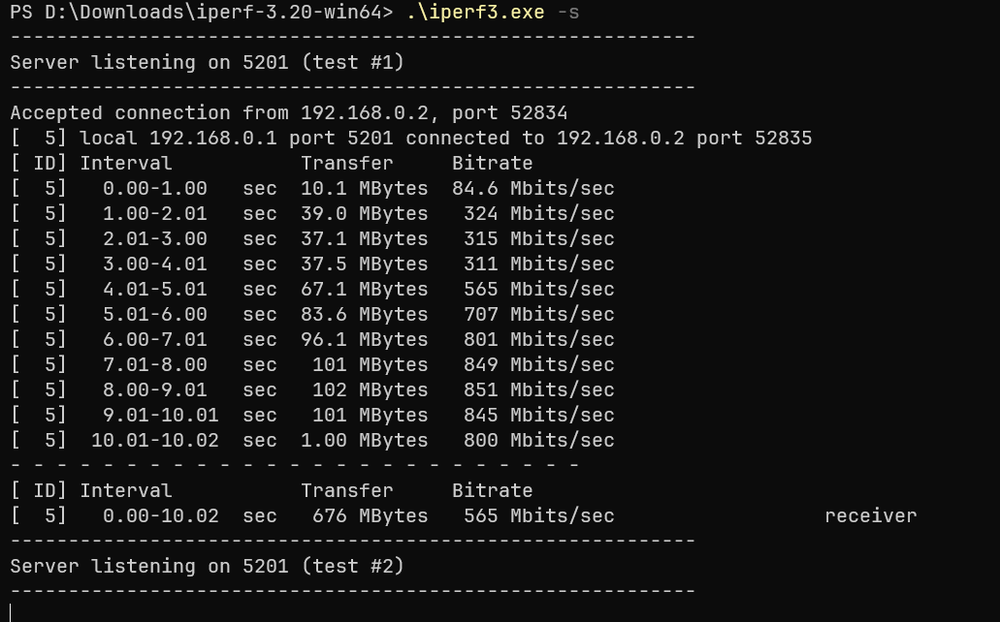 PS D:\Downloads\iperf-3.20-win64> .\iperf3.exe -s
-----------------------------------------------------------
Server listening on 5201 (test #1)
-----------------------------------------------------------
Accepted connection from 192.168.0.2, port 52834
[  5] local 192.168.0.1 port 5201 connected to 192.168.0.2 port 52835
[ ID] Interval           Transfer     Bitrate
[  5]   0.00-1.00   sec  10.1 MBytes  84.6 Mbits/sec
[  5]   1.00-2.01   sec  39.0 MBytes   324 Mbits/sec
[  5]   2.01-3.00   sec  37.1 MBytes   315 Mbits/sec
[  5]   3.00-4.01   sec  37.5 MBytes   311 Mbits/sec
[  5]   4.01-5.01   sec  67.1 MBytes   565 Mbits/sec
[  5]   5.01-6.00   sec  83.6 MBytes   707 Mbits/sec
[  5]   6.00-7.01   sec  96.1 MBytes   801 Mbits/sec
[  5]   7.01-8.00   sec   101 MBytes   849 Mbits/sec
[  5]   8.00-9.01   sec   102 MBytes   851 Mbits/sec
[  5]   9.01-10.01  sec   101 MBytes   845 Mbits/sec
[  5]  10.01-10.02  sec  1.00 MBytes   800 Mbits/sec
- - - - - - - - - - - - - - - - - - - - - - - - -
[ ID] Interval           Transfer     Bitrate
[  5]   0.00-10.02  sec   676 MBytes   565 Mbits/sec                  receiver
-----------------------------------------------------------
Server listening on 5201 (test #2)
-----------------------------------------------------------